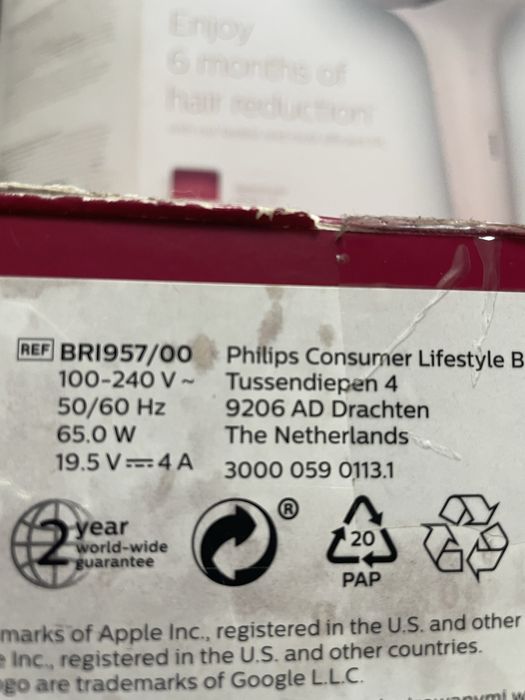 Enjoy
6 months of
hair reduction¹
REF BRI957/00
100-240 V ~
50/60 Hz
65.0 W
19.5 V ⎓ 4 A
Philips Consumer Lifestyle B
Tussendiepen 4
9206 AD Drachten
The Netherlands
3000 059 0113.1
2 year
world-wide
guarantee
®
20
PAP
marks of Apple Inc., registered in the U.S. and other
e Inc., registered in the U.S. and other countries.
go are trademarks of Google L.L.C.